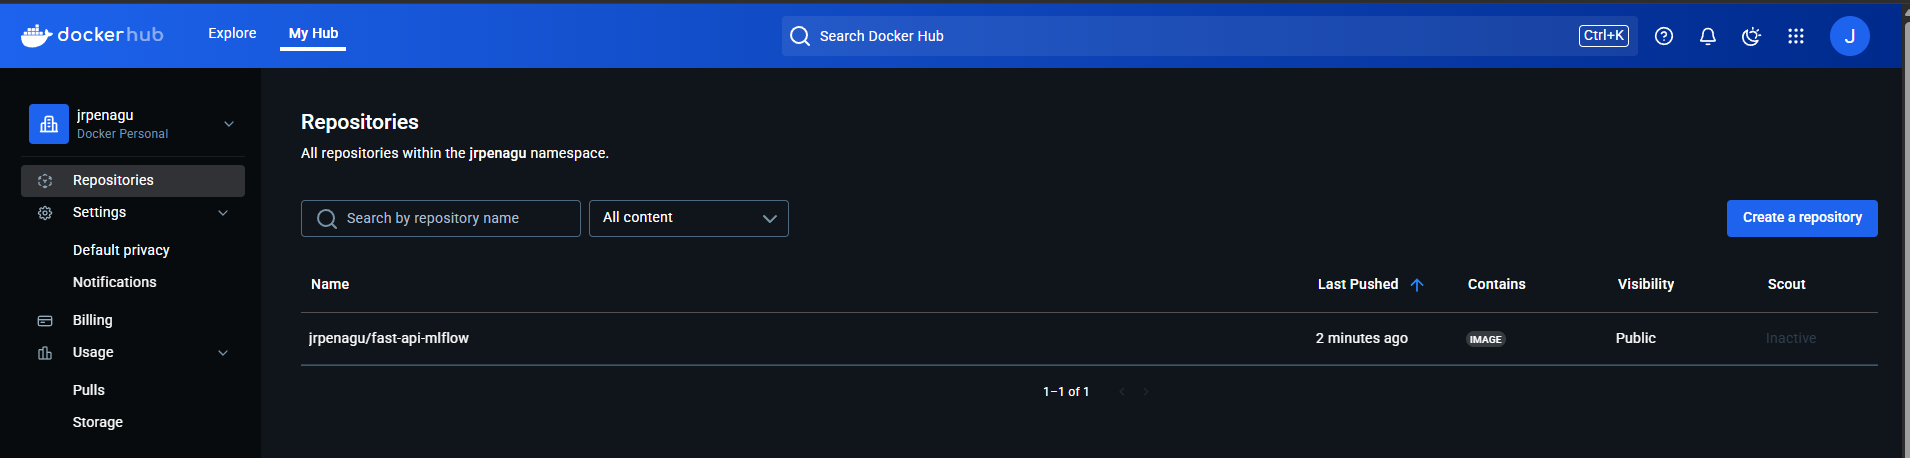 dockerhub
Explore
My Hub
Search Docker Hub
Ctrl+K
J
jrpenagu
Docker Personal
Repositories
Settings
Default privacy
Notifications
Billing
Usage
Pulls
Storage
Repositories
All repositories within the jrpenagu namespace.
Search by repository name
All content
Create a repository
Name Last Pushed Contains Visibility Scout
jrpenagu/fast-api-mlflow 2 minutes ago IMAGE Public Inactive
1–1 of 1